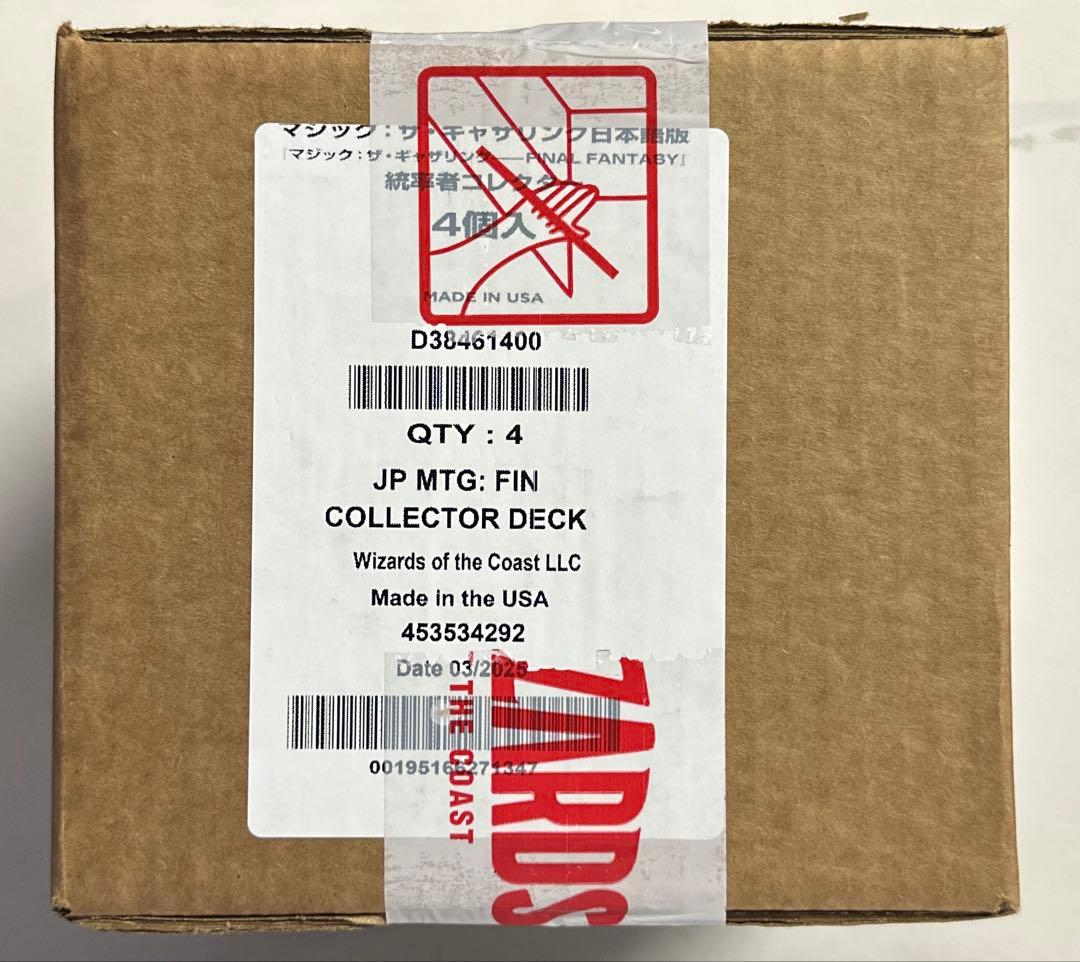 マジック：ザ・ギャザリング日本語版
『マジック：ザ・ギャザリング——FINAL FANTASY』
統率者コレクター
4個入
MADE IN USA
D38461400
QTY : 4
JP MTG: FIN
COLLECTOR DECK
Wizards of the Coast LLC
Made in the USA
453534292
Date 03/2025
00195166271347
ZARDS
THE COAST